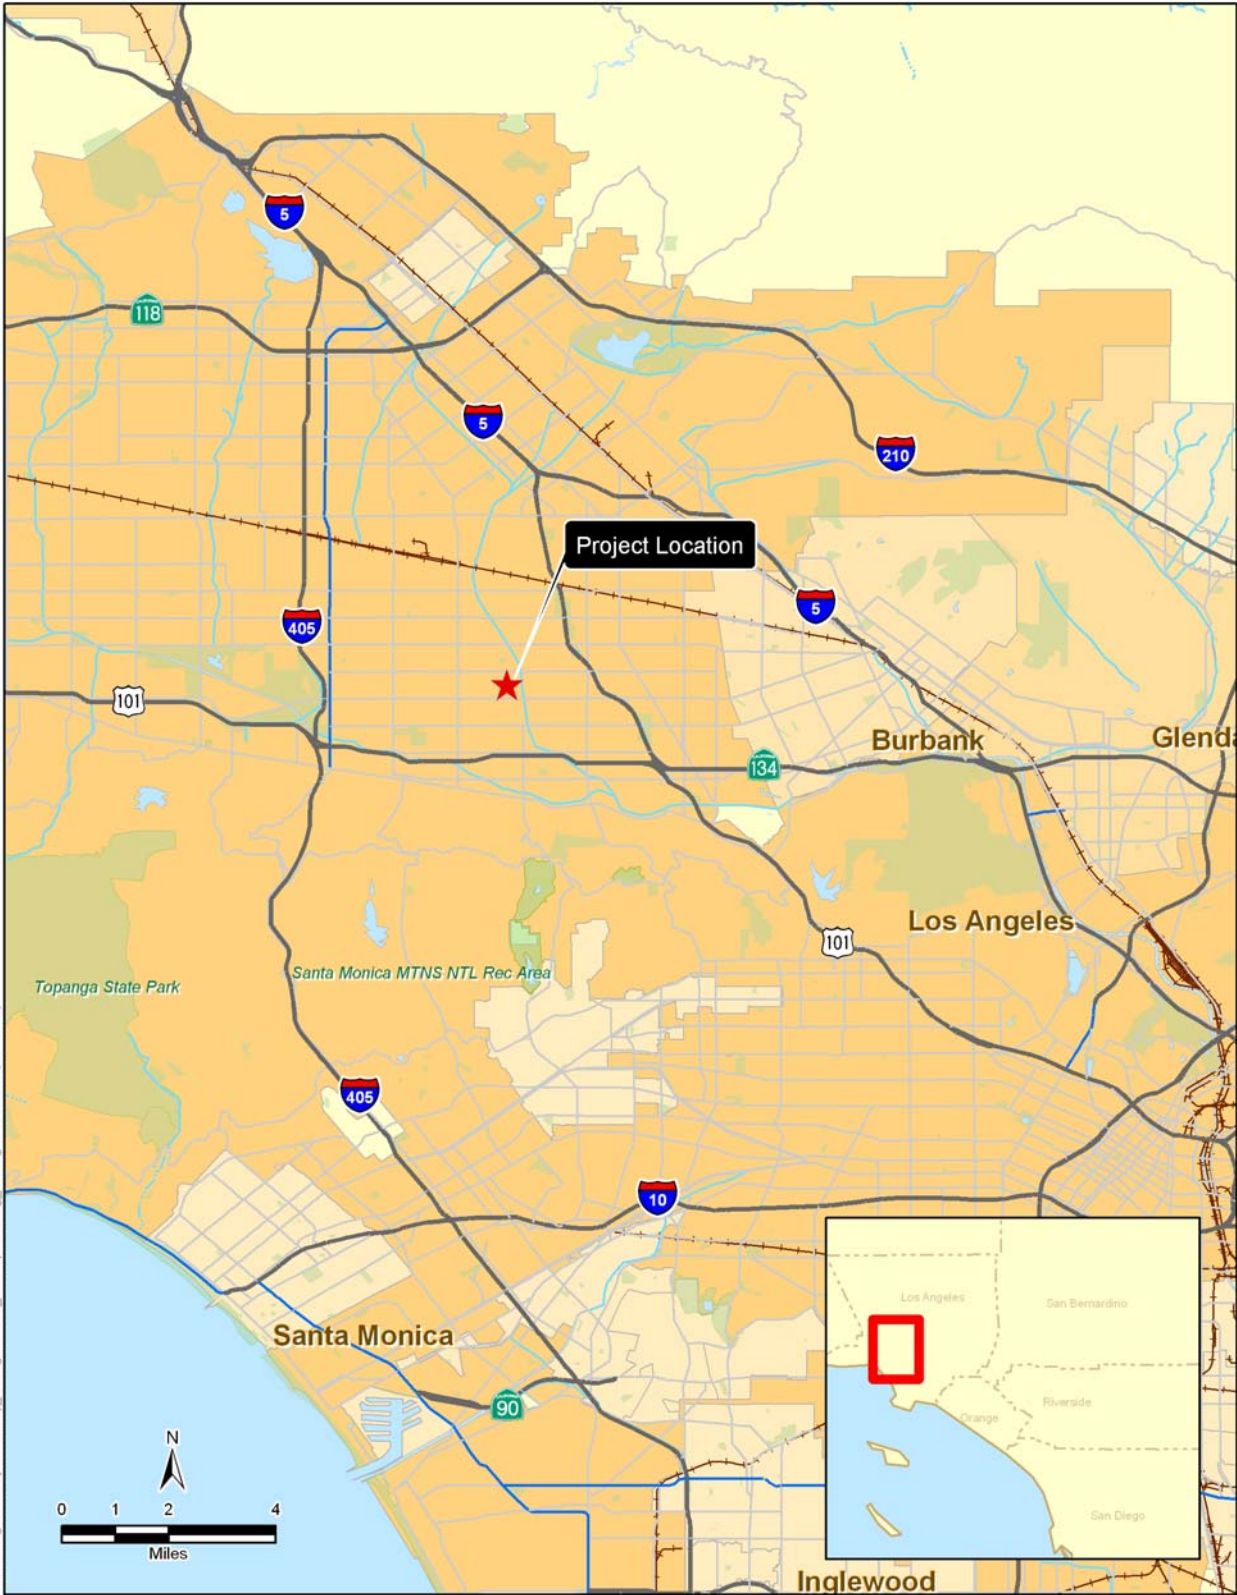 5
118
5
210
Project Location
5
405
101
Burbank
Glenda
134
Los Angeles
101
Santa Monica MTNS NTL Rec Area
Topanga State Park
405
10
Los Angeles
San Bernardino
Santa Monica
Riverside
90
Orange
N
0 1 2 4
Miles
San Diego
Inglewood